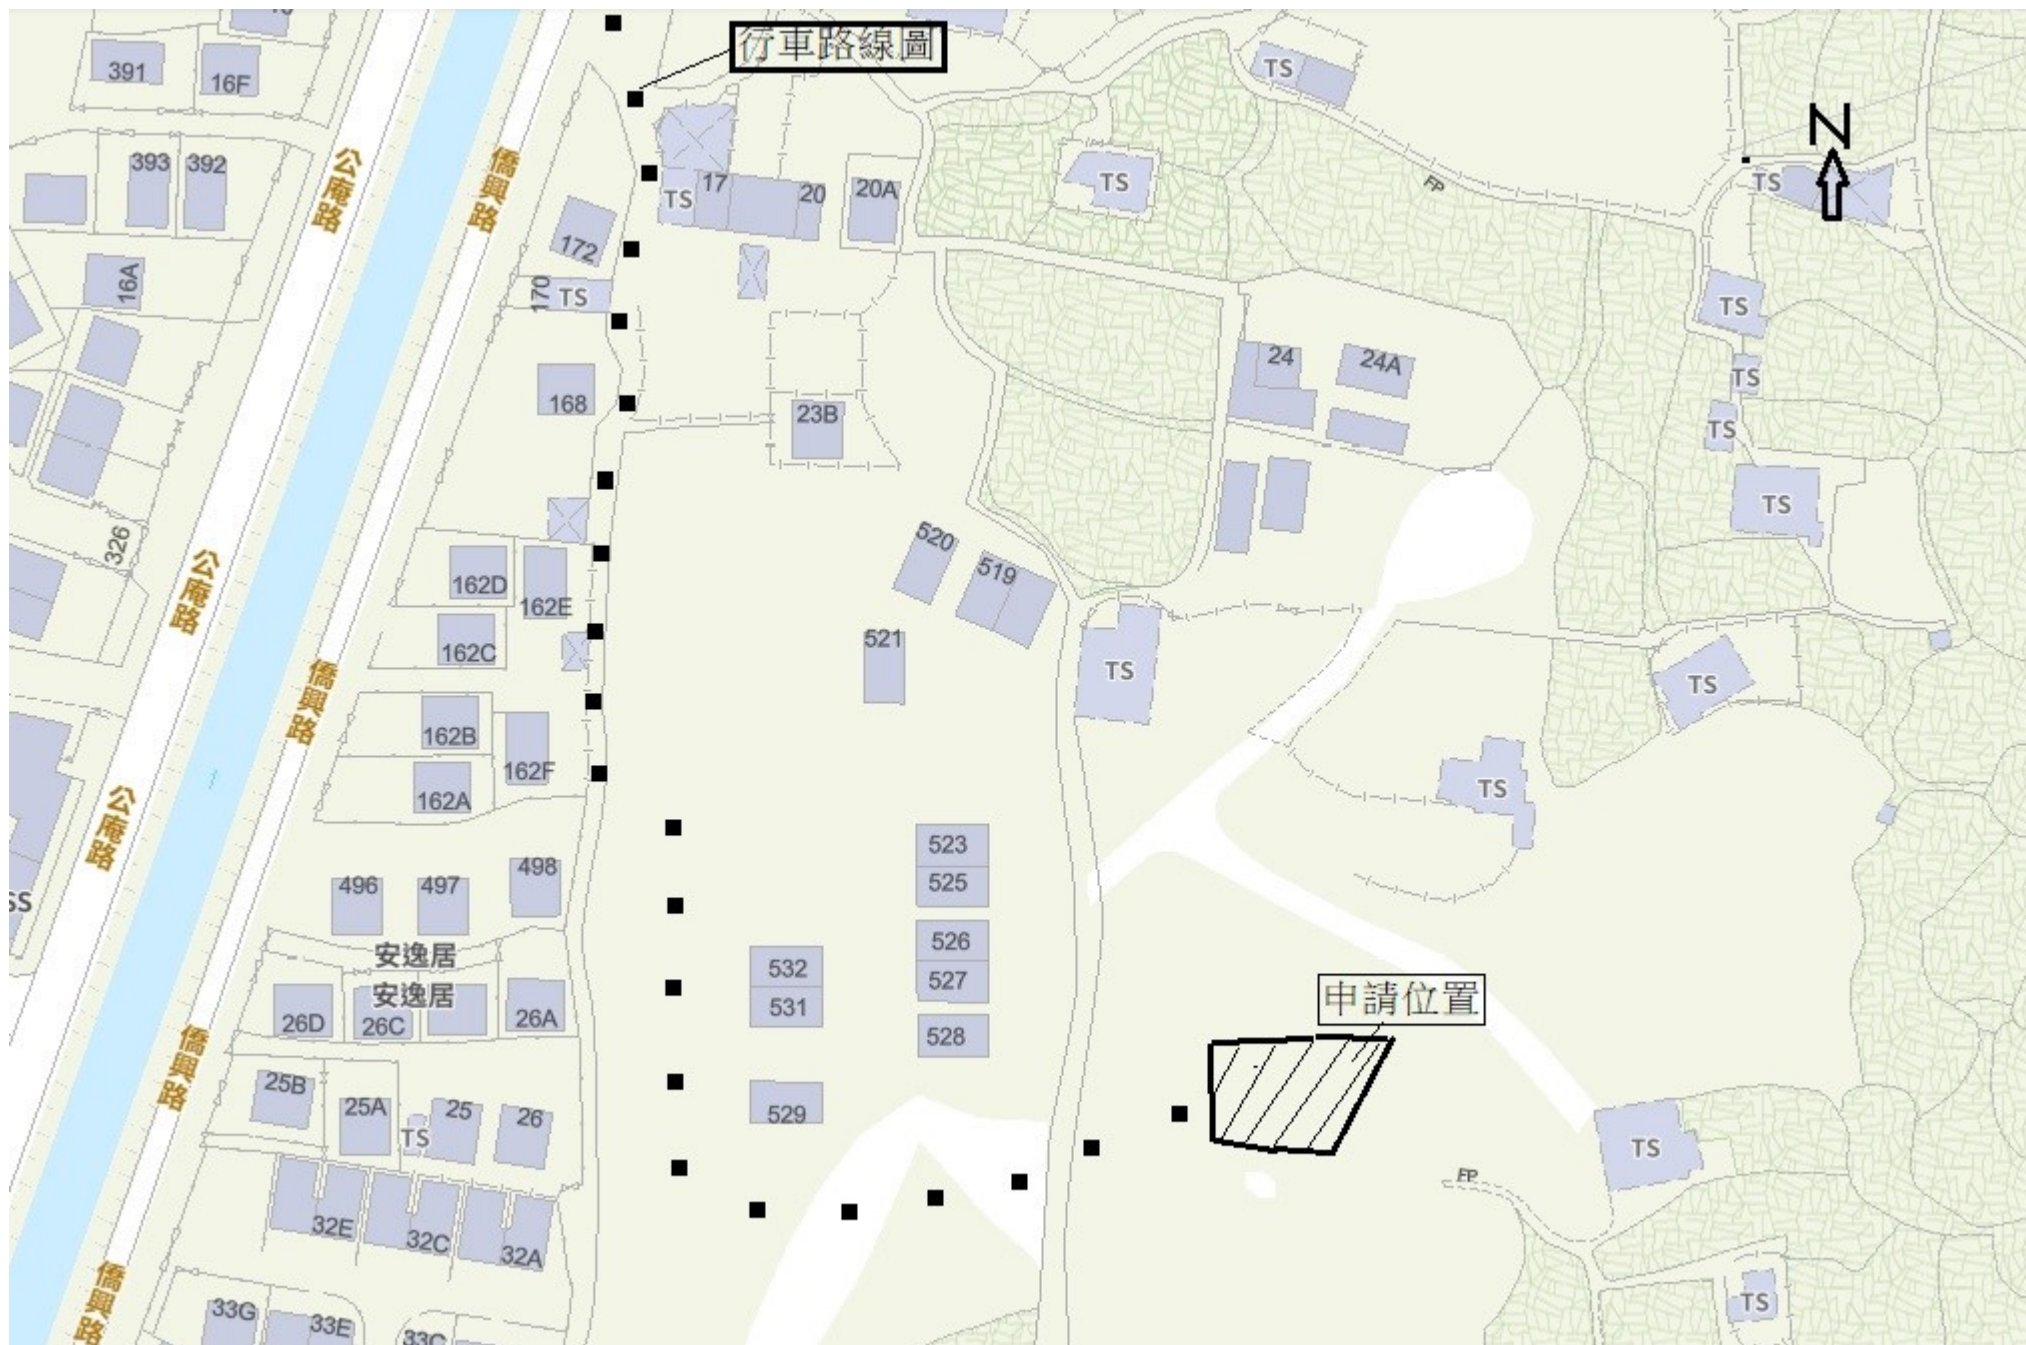 行車路線圖
391
16F
TS
N
393
392
公庵路
僑興路
TS
17
20
20A
TS
FP
TS
172
16A
170
TS
TS
168
23B
24
24A
TS
TS
TS
326
公庵路
520
519
162D
162E
162C
521
TS
TS
僑興路
162B
162F
162A
TS
公庵路
523
525
496
497
498
SS
526
527
安逸居
安逸居
532
531
528
26D
26C
26A
申請位置
僑興路
25B
25A
25
26
TS
529
TS
FP
32E
32C
32A
僑興路
33G
33E
33C
TS